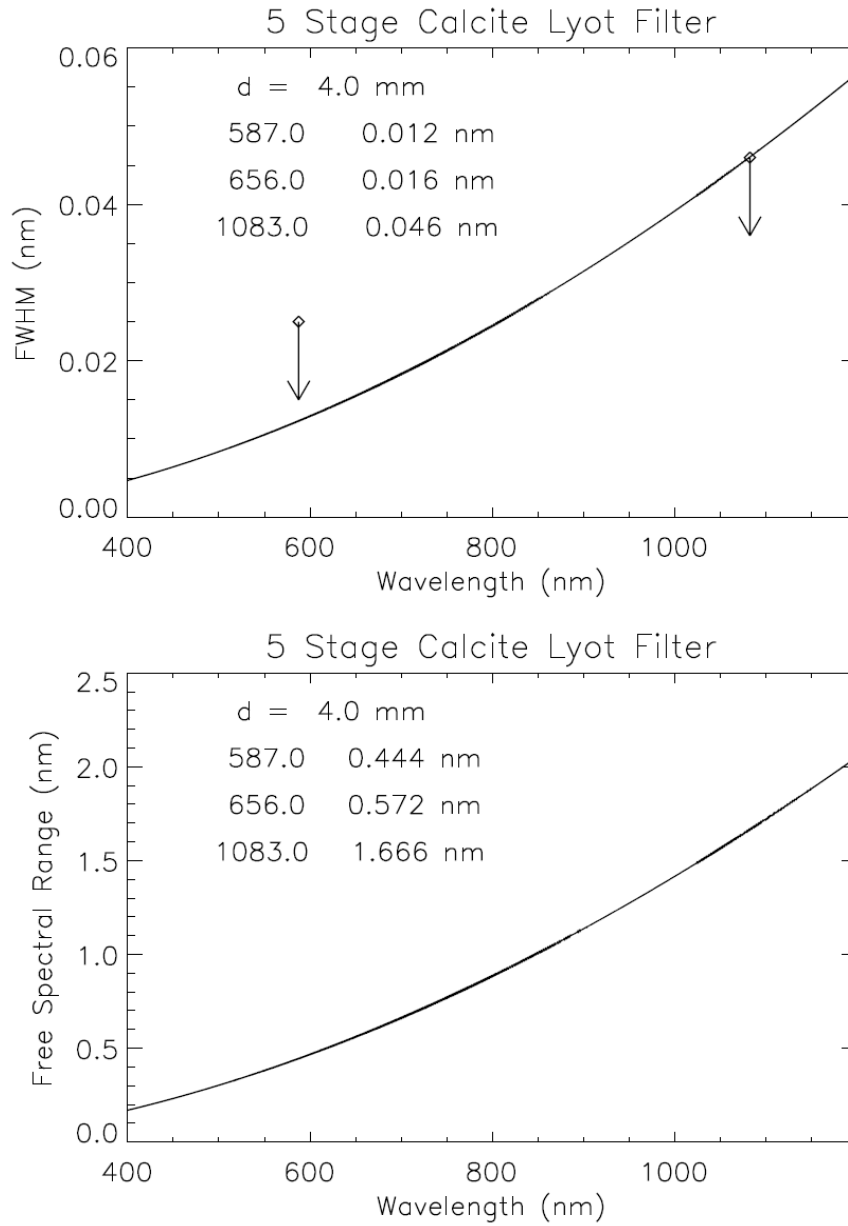 5 Stage Calcite Lyot Filter
0.06
d = 4.0 mm
587.0 0.012 nm
656.0 0.016 nm
1083.0 0.046 nm
0.04
FWHM (nm)
0.02
0.00
400 600 800 1000
Wavelength (nm)
5 Stage Calcite Lyot Filter
2.5
d = 4.0 mm
587.0 0.444 nm
656.0 0.572 nm
1083.0 1.666 nm
2.0
1.5
Free Spectral Range (nm)
1.0
0.5
0.0
400 600 800 1000
Wavelength (nm)